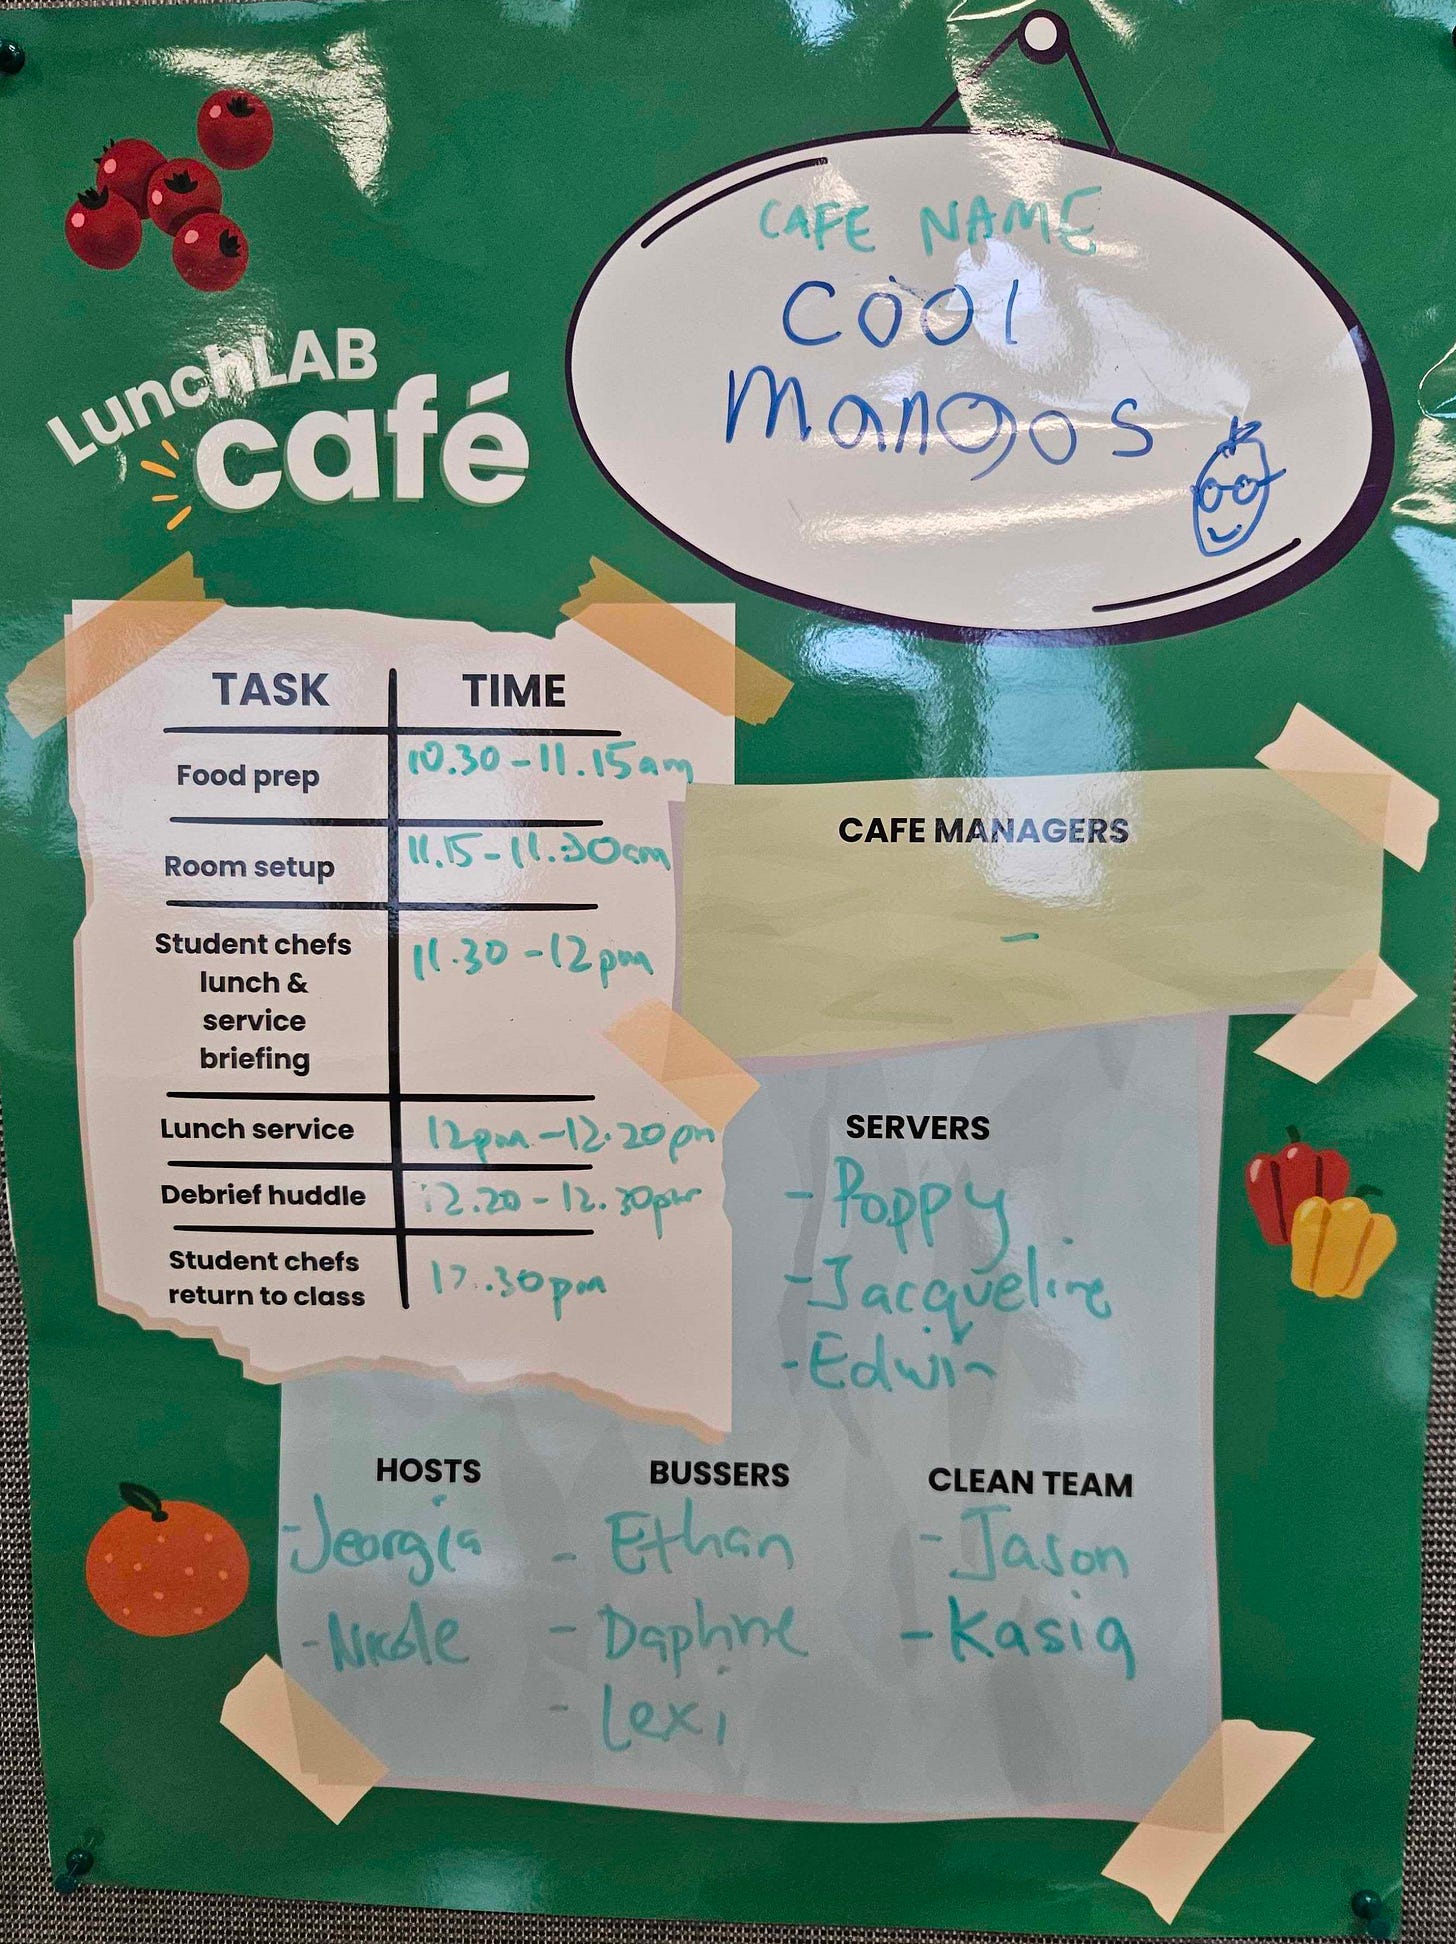 LunchLAB
café
CAFE NAME
Cool
Mangos
TASK TIME
Food prep 10.30 - 11.15am
Room setup 11.15 - 11.30am
Student chefs 11.30 - 12pm
lunch &
service
briefing
Lunch service 12pm - 12.20pm
Debrief huddle 12.20 - 12.30pm
Student chefs 12.30pm
return to class
CAFE MANAGERS
-
SERVERS
- Poppy
- Jacqueline
- Edwin
HOSTS
- Jeorgia
- Nicole
BUSSERS
- Ethan
- Daphne
- Lexi
CLEAN TEAM
- Jason
- Kasia